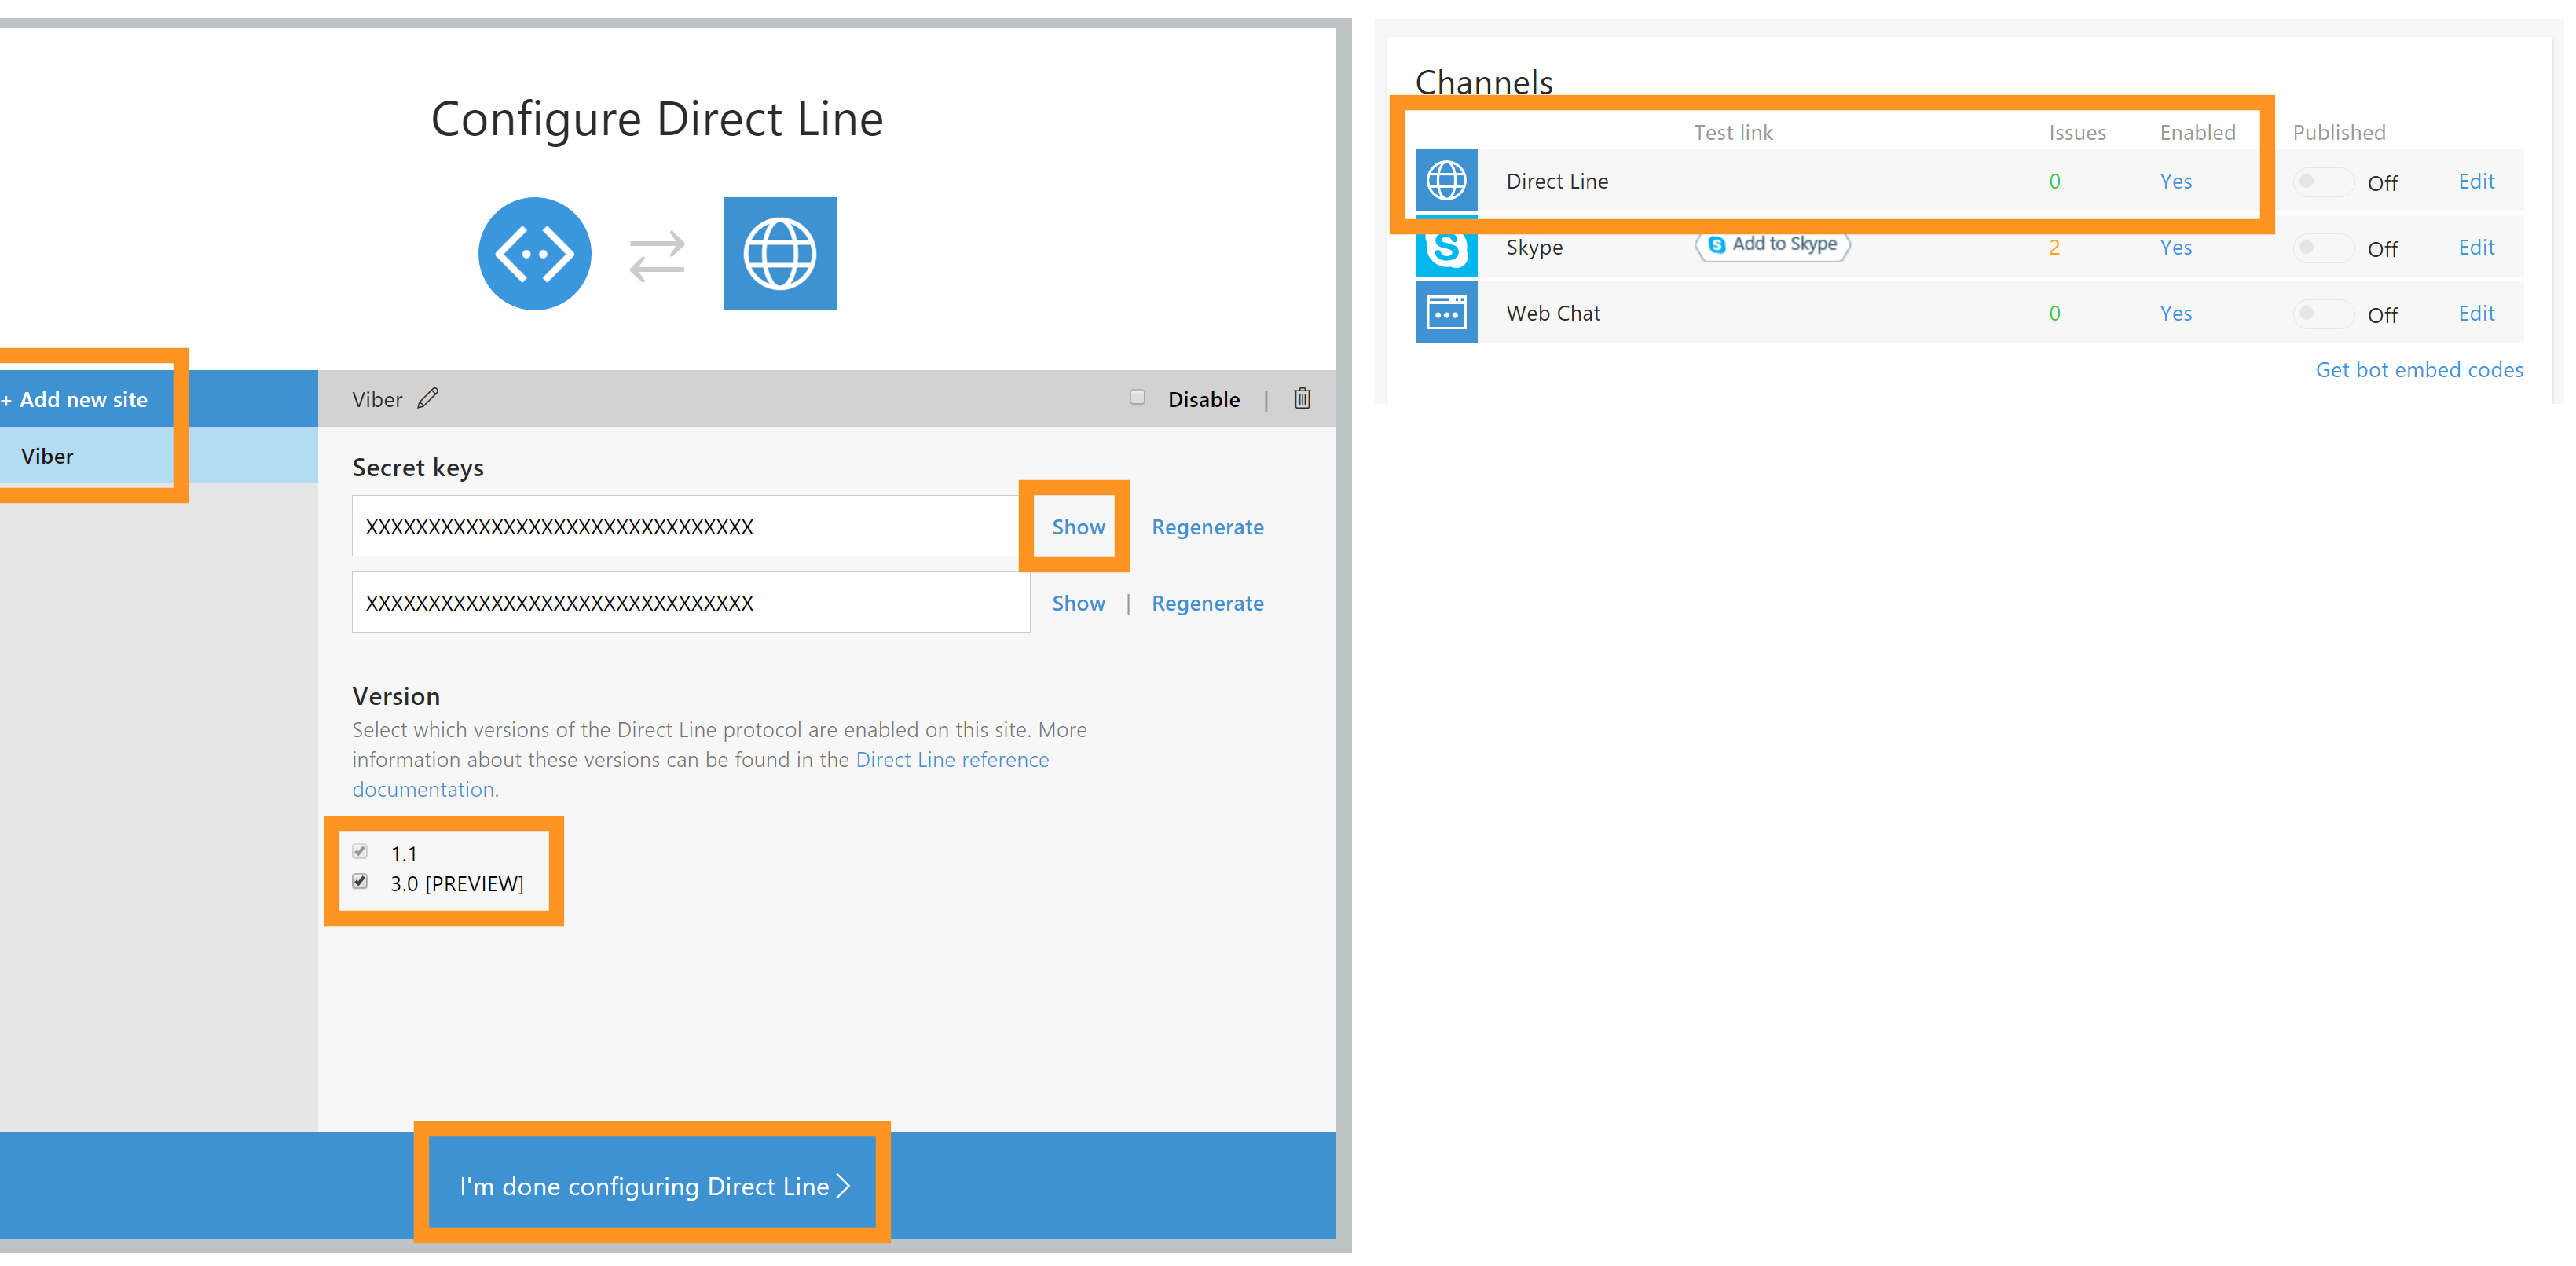 Configure Direct Line
+ Add new site
Viber
Viber
Disable |
Secret keys
XXXXXXXXXXXXXXXXXXXXXXXXXXXXXXX
Show
Regenerate
XXXXXXXXXXXXXXXXXXXXXXXXXXXXXXX
Show | Regenerate
Version
Select which versions of the Direct Line protocol are enabled on this site. More
information about these versions can be found in the Direct Line reference
documentation.
1.1
3.0 [PREVIEW]
I'm done configuring Direct Line
Channels
Test link Issues Enabled Published
Direct Line 0 Yes Off Edit
Skype Add to Skype 2 Yes Off Edit
Web Chat 0 Yes Off Edit
Get bot embed codes